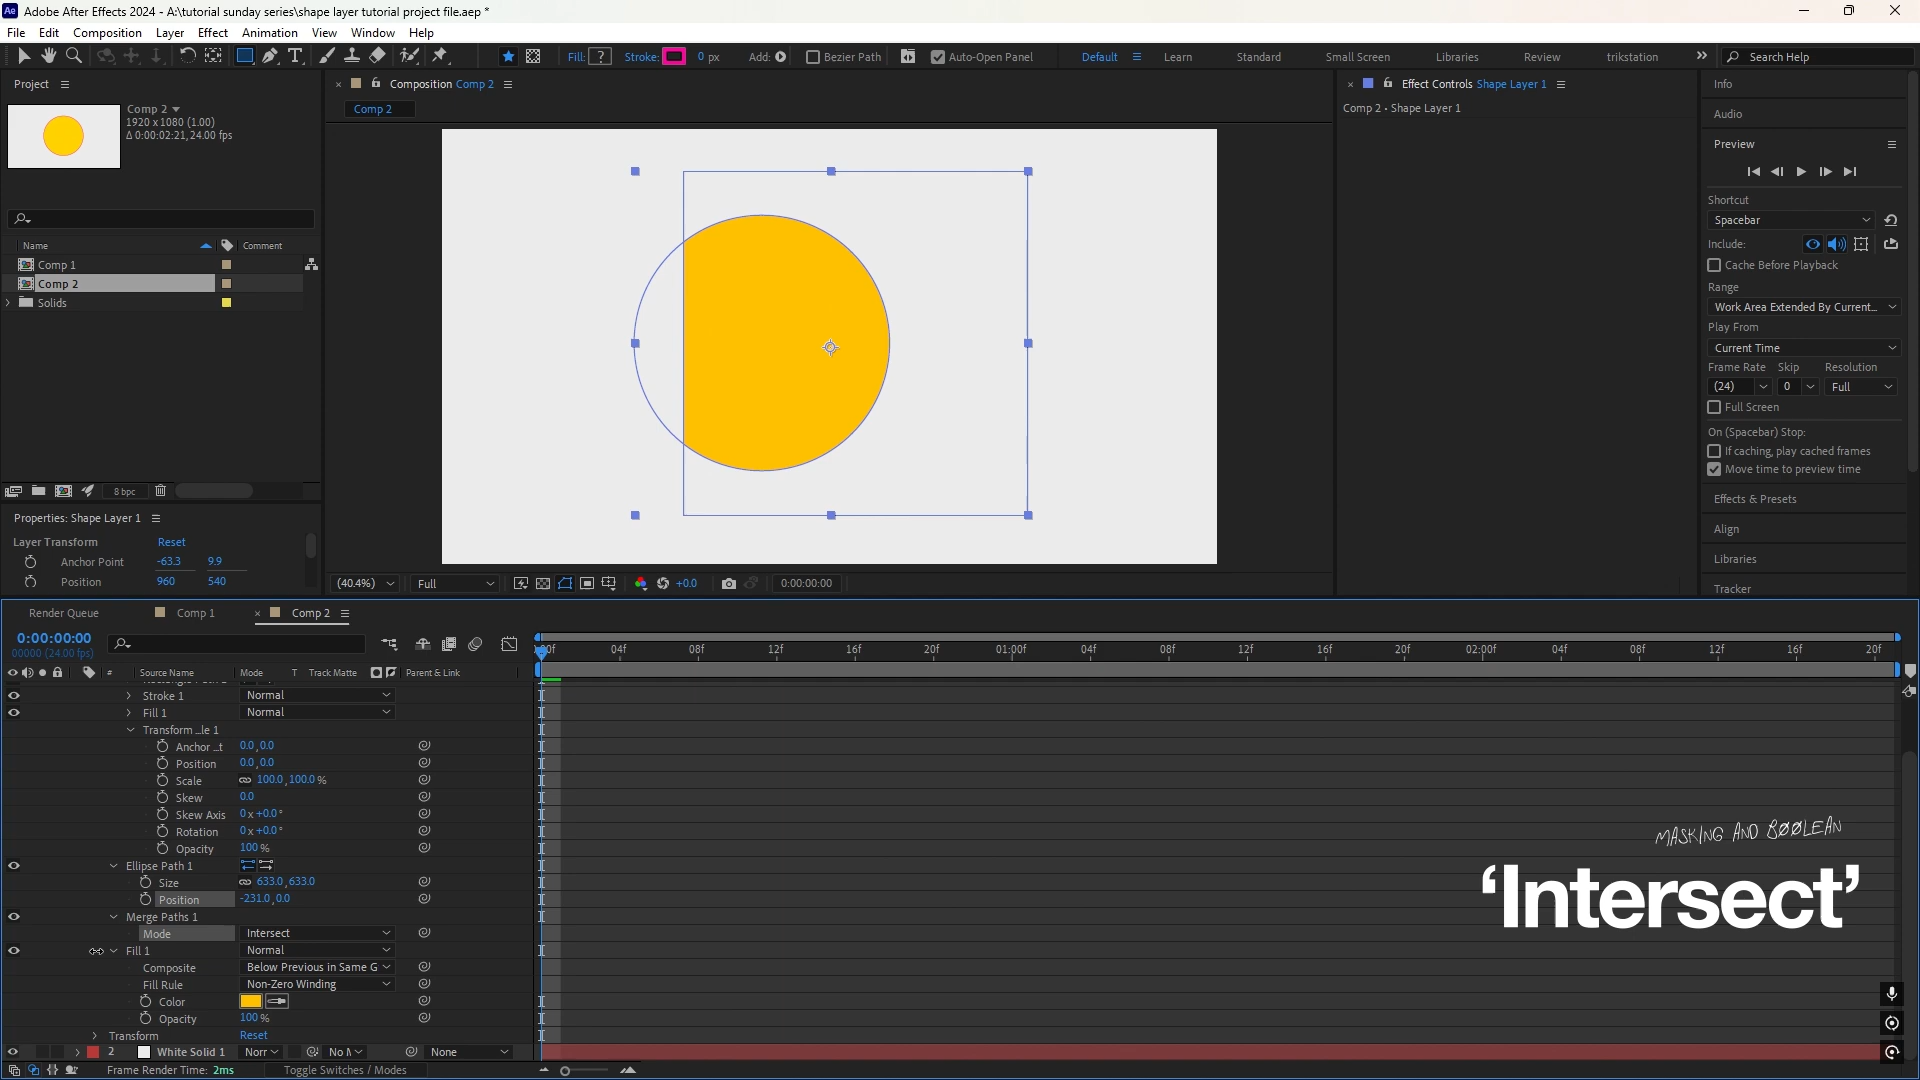 Adobe After Effects 2024 - A:\tutorial sunday series\shape layer tutorial project file.aep *
File Edit Composition Layer Effect Animation View Window Help
Fill: ? Stroke: 0 px Add: Bezier Path Auto-Open Panel Default Learn Standard Small Screen Libraries Review trikstation Search Help
Project
Comp 2
1920 x 1080 (1.00)
Δ 0:00:02:21, 24.00 fps
Name Comment
Comp 1
Comp 2
Solids
8 bpc
Properties: Shape Layer 1
Layer Transform Reset
Anchor Point -63.3 9.9
Position 960 540
Composition Comp 2
Comp 2
(40.4%) Full +0.0 0:00:00:00
Effect Controls Shape Layer 1
Comp 2 • Shape Layer 1
Info
Audio
Preview
Shortcut
Spacebar
Include:
Cache Before Playback
Range
Work Area Extended By Current...
Play From
Current Time
Frame Rate Skip Resolution
(24) 0 Full
Full Screen
On (Spacebar) Stop:
If caching, play cached frames
Move time to preview time
Effects & Presets
Align
Libraries
Tracker
Render Queue Comp 1 Comp 2
0:00:00:00
00000 (24.00 fps)
# Source Name Mode T Track Matte Parent & Link
04f 08f 12f 16f 20f 01:00f 04f 08f 12f 16f 20f 02:00f 04f 08f 12f 16f 20f
Stroke 1 Normal
Fill 1 Normal
Transform ...le 1
Anchor ...t 0.0,0.0
Position 0.0,0.0
Scale 100.0,100.0%
Skew 0.0
Skew Axis 0x+0.0°
Rotation 0x+0.0°
Opacity 100%
Ellipse Path 1
Size 633.0,633.0
Position -231.0,0.0
Merge Paths 1
Mode Intersect
Fill 1 Normal
Composite Below Previous in Same G
Fill Rule Non-Zero Winding
Color
Opacity 100%
Transform Reset
2 White Solid 1 Norr No M None
Frame Render Time: 2ms Toggle Switches / Modes
MASKING AND BØØLEAN
‘Intersect’